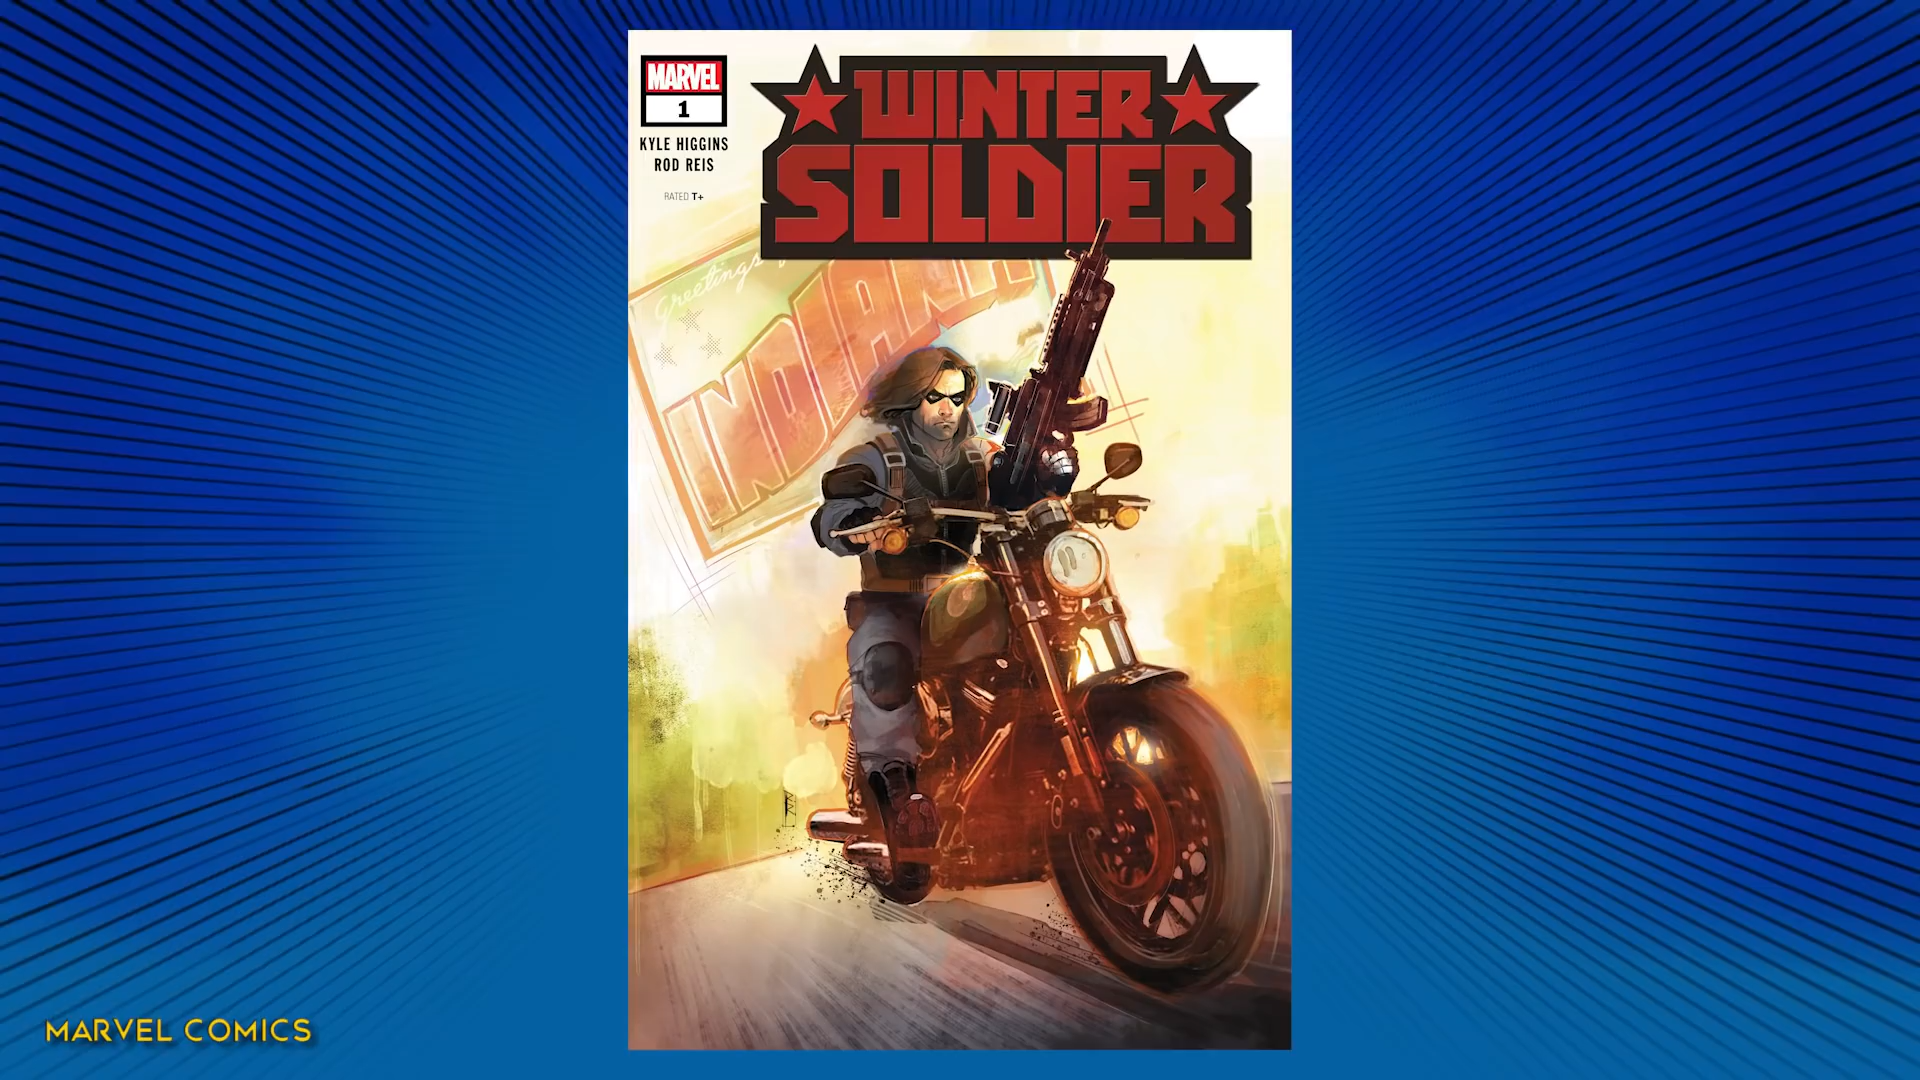 MARVEL
1
KYLE HIGGINS
ROD REIS
RATED T+
WINTER
SOLDIER
Greetings
INDIANA
MARVEL COMICS